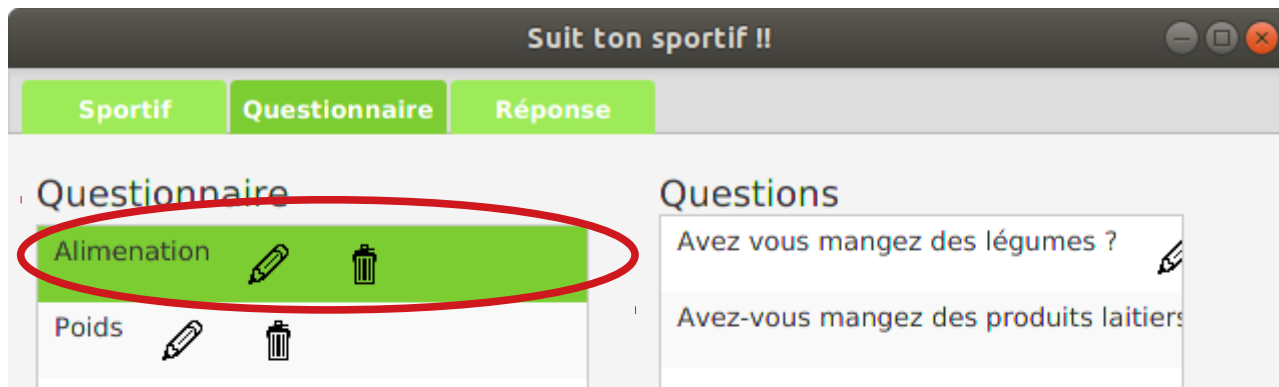 Suit ton sportif !!
Sportif Questionnaire Réponse
Questionnaire
Alimenation
Poids
Questions
Avez vous mangez des légumes ?
Avez-vous mangez des produits laitiers